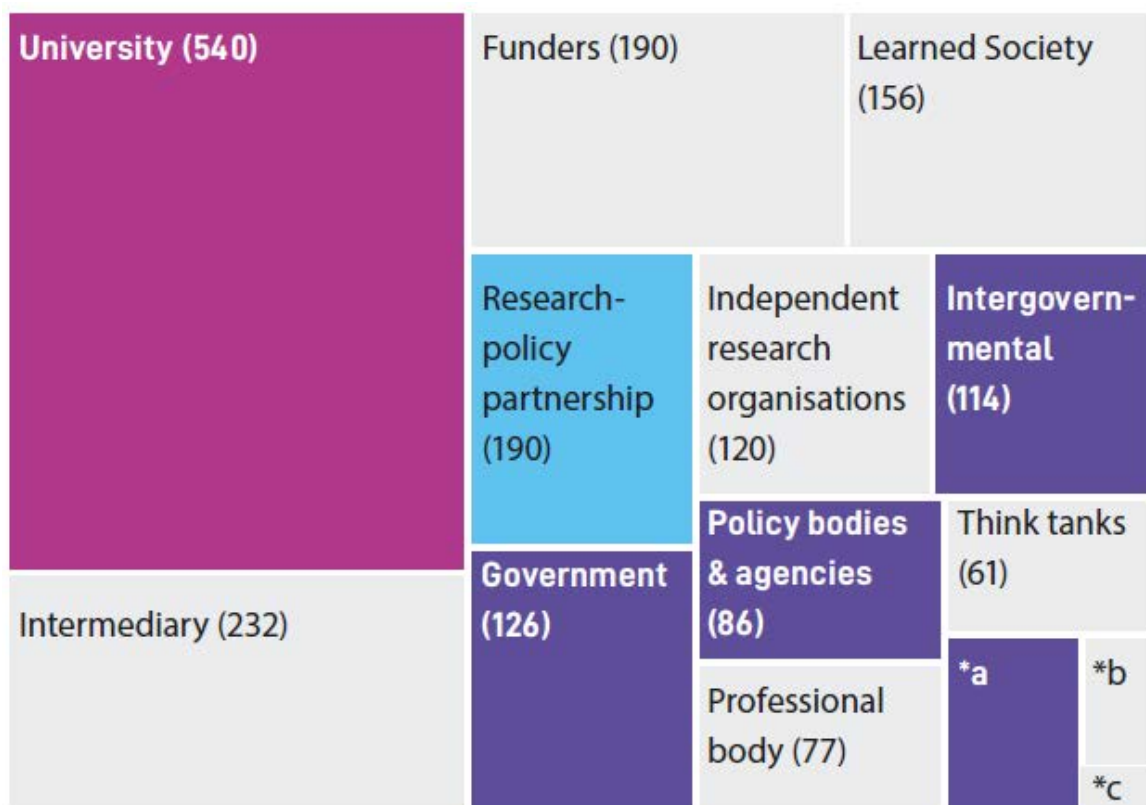 University (540)
Funders (190)
Learned Society
(156)
Research-
policy
partnership
(190)
Independent
research
organisations
(120)
Intergovern-
mental
(114)
Government
(126)
Policy bodies
& agencies
(86)
Think tanks
(61)
Intermediary (232)
Professional
body (77)
*a
*b
*c